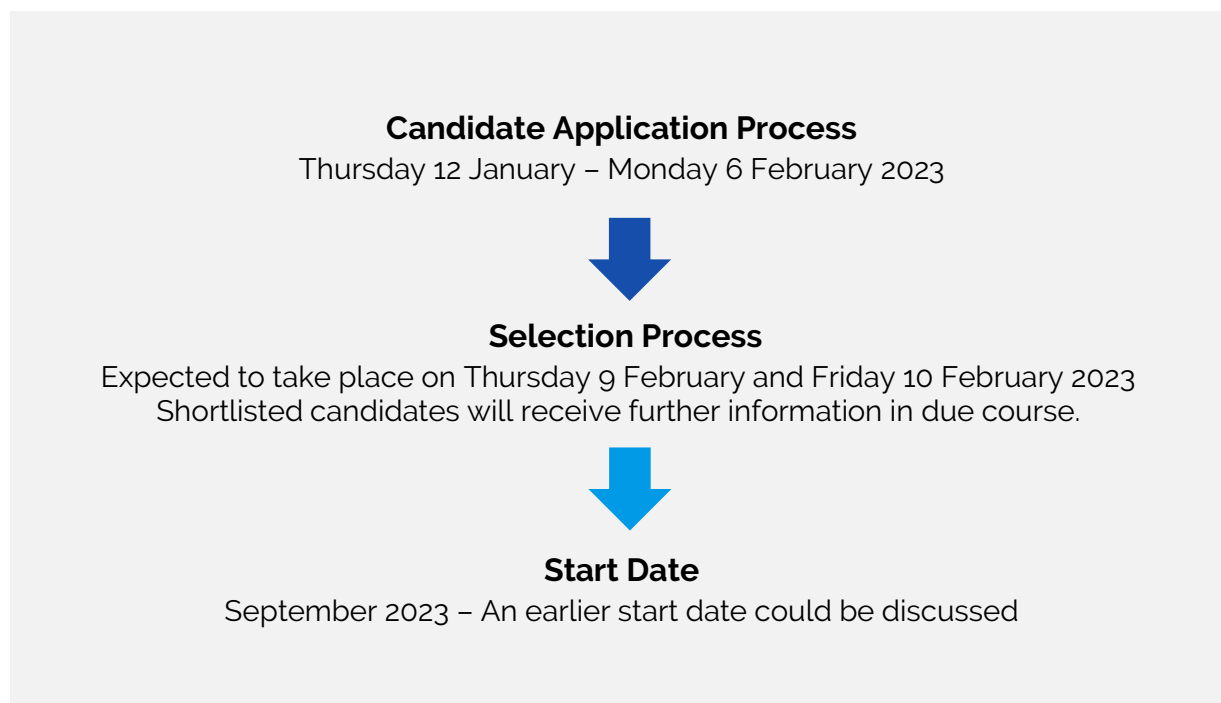 Candidate Application Process
Thursday 12 January – Monday 6 February 2023
Selection Process
Expected to take place on Thursday 9 February and Friday 10 February 2023
Shortlisted candidates will receive further information in due course.
Start Date
September 2023 – An earlier start date could be discussed